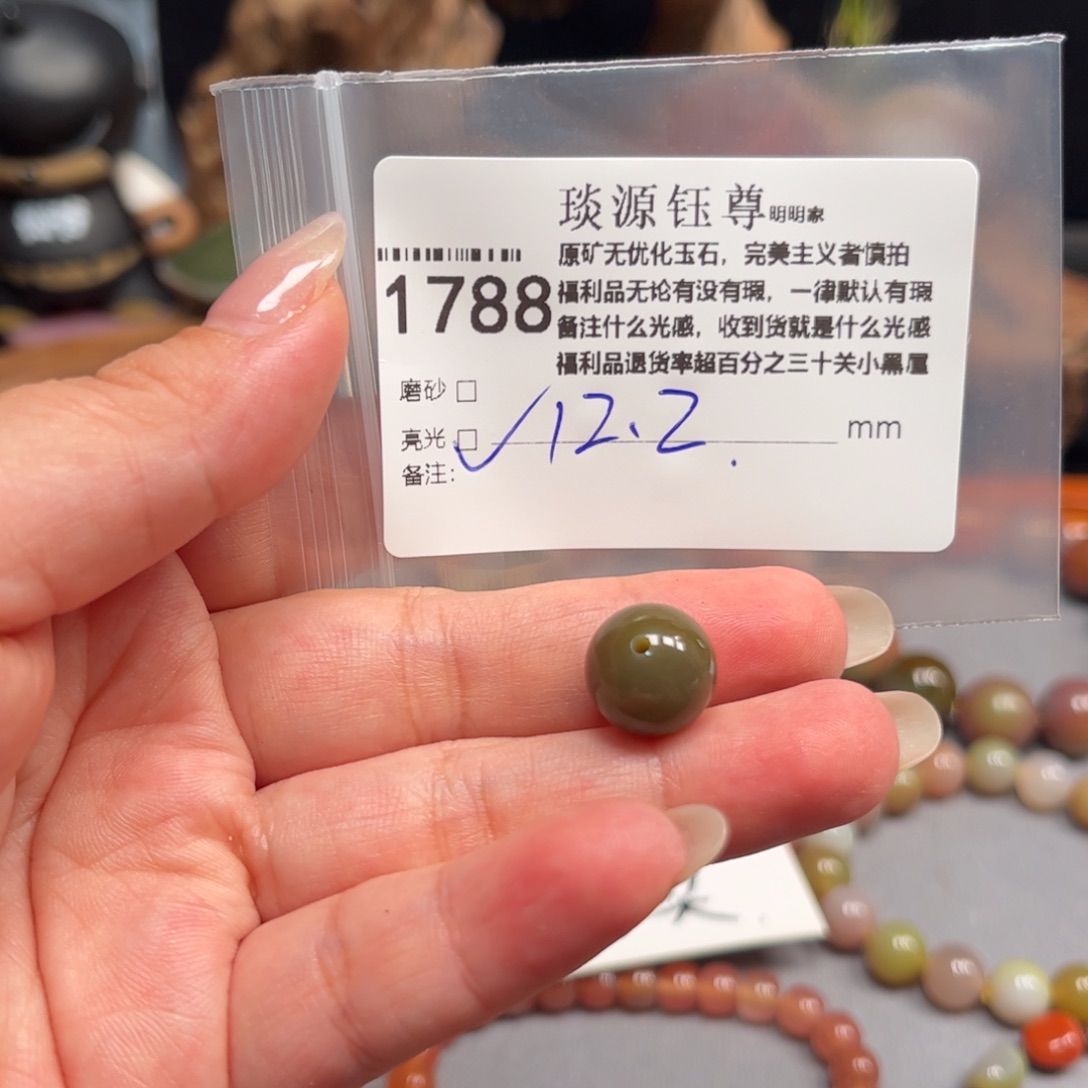 琰源钰尊明明家
原矿无优化玉石，完美主义者慎拍
1788
福利品无论有没有瑕，一律默认有瑕
备注什么光感，收到货就是什么光感
福利品退货率超百分之三十关小黑屋
磨砂 □
亮光 □ ✓ 12.2 mm
备注：